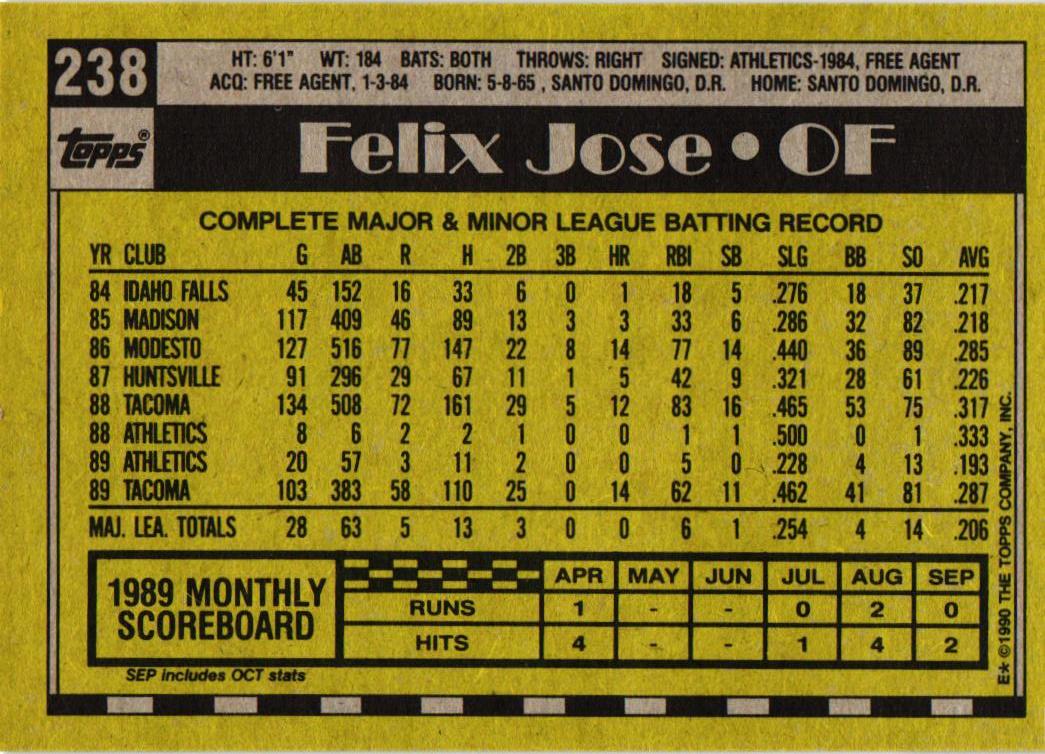 238
HT: 6'1" WT: 184 BATS: BOTH THROWS: RIGHT SIGNED: ATHLETICS-1984, FREE AGENT
ACQ: FREE AGENT, 1-3-84 BORN: 5-8-65 , SANTO DOMINGO, D.R. HOME: SANTO DOMINGO, D.R.
topps®
Felix Jose • OF
COMPLETE MAJOR & MINOR LEAGUE BATTING RECORD
YR CLUB G AB R H 2B 3B HR RBI SB SLG BB SO AVG
84 IDAHO FALLS 45 152 16 33 6 0 1 18 5 .276 18 37 .217
85 MADISON 117 409 46 89 13 3 3 33 6 .286 32 82 .218
86 MODESTO 127 516 77 147 22 8 14 77 14 .440 36 89 .285
87 HUNTSVILLE 91 296 29 67 11 1 5 42 9 .321 28 61 .226
88 TACOMA 134 508 72 161 29 5 12 83 16 .465 53 75 .317
88 ATHLETICS 8 6 2 2 1 0 0 1 1 .500 0 1 .333
89 ATHLETICS 20 57 3 11 2 0 0 5 0 .228 4 13 .193
89 TACOMA 103 383 58 110 25 0 14 62 11 .462 41 81 .287
MAJ. LEA. TOTALS 28 63 5 13 3 0 0 6 1 .254 4 14 .206
1989 MONTHLY
SCOREBOARD
APR MAY JUN JUL AUG SEP
RUNS 1 - - 0 2 0
HITS 4 - - 1 4 2
SEP includes OCT stats
E* ©1990 THE TOPPS COMPANY, INC.